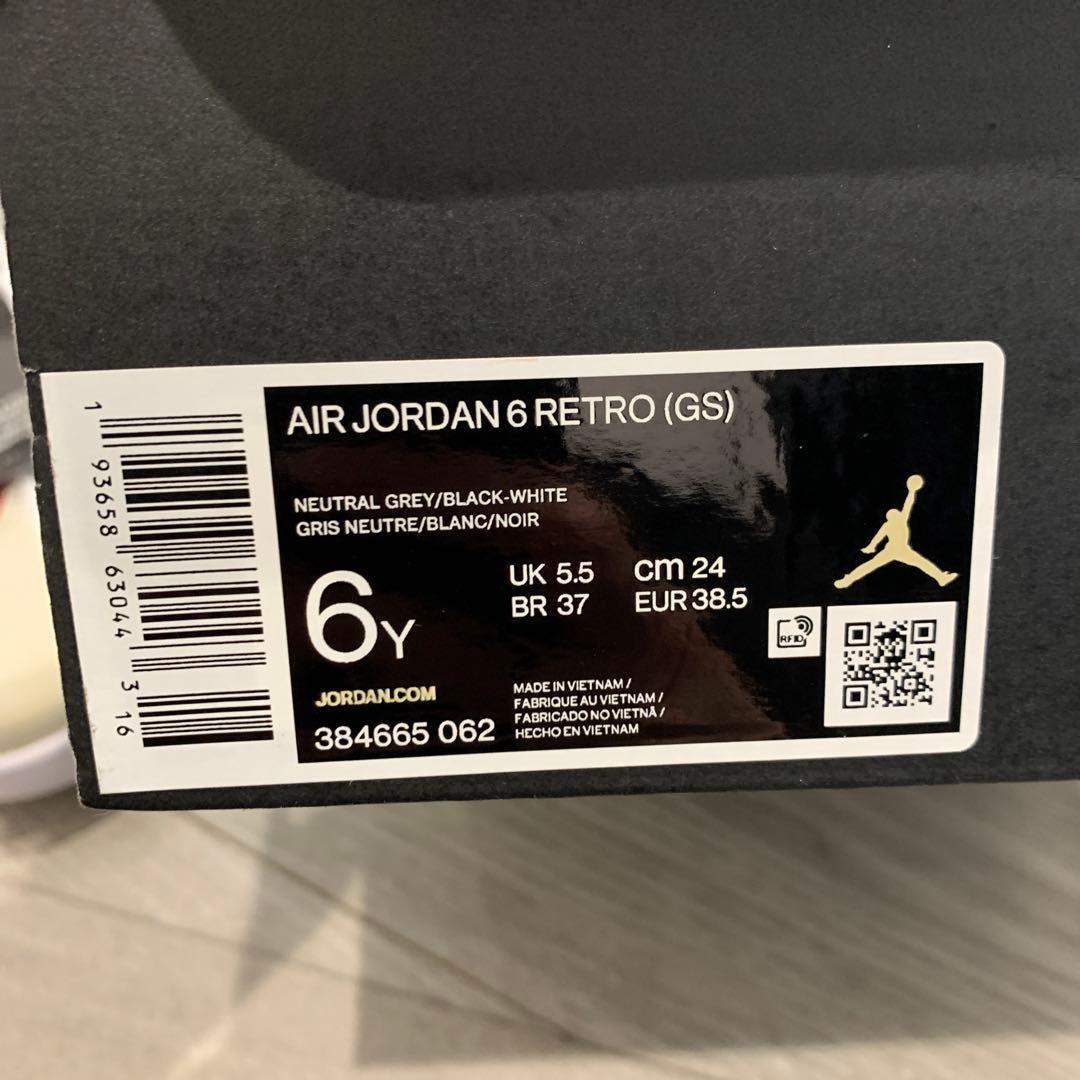 AIR JORDAN 6 RETRO (GS)
NEUTRAL GREY/BLACK-WHITE
GRIS NEUTRE/BLANC/NOIR
6Y
UK 5.5 cm 24
BR 37 EUR 38.5
RFID
JORDAN.COM
384665 062
MADE IN VIETNAM /
FABRIQUE AU VIETNAM /
FABRICADO NO VIETNÃ /
HECHO EN VIETNAM
1 93658 63044 3 16